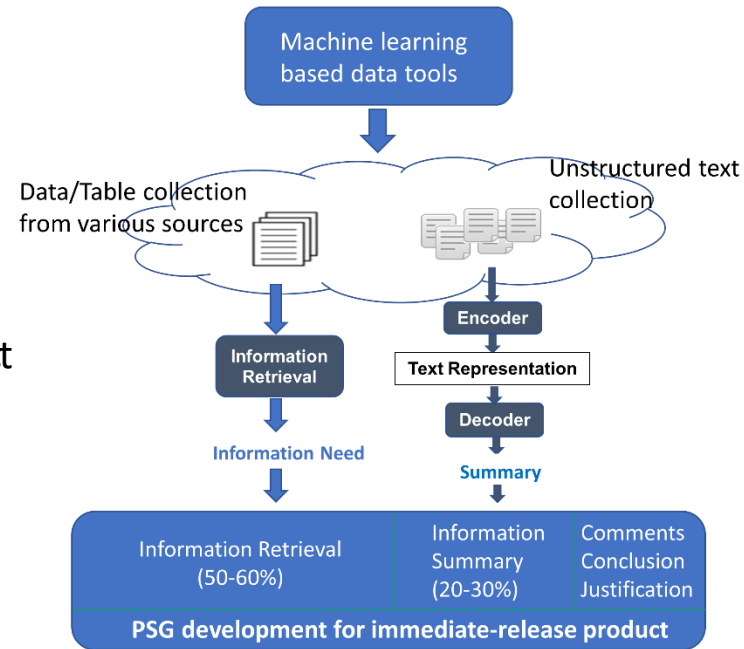 Machine learning
based data tools
Data/Table collection
from various sources
Unstructured text
collection
Information
Retrieval
Information Need
Encoder
Text Representation
Decoder
Summary
Information Retrieval
(50-60%)
Information
Summary
(20-30%)
Comments
Conclusion
Justification
PSG development for immediate-release product